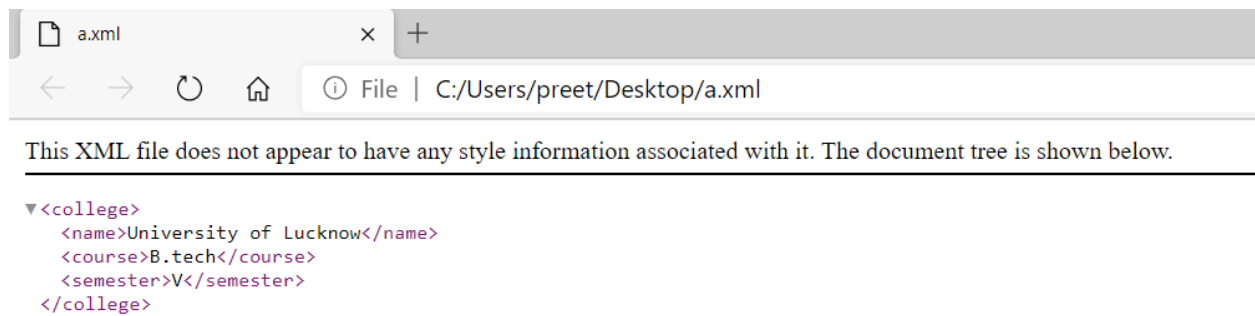 a.xml
File | C:/Users/preet/Desktop/a.xml
This XML file does not appear to have any style information associated with it. The document tree is shown below.
▼<college>
<name>University of Lucknow</name>
<course>B.tech</course>
<semester>V</semester>
</college>